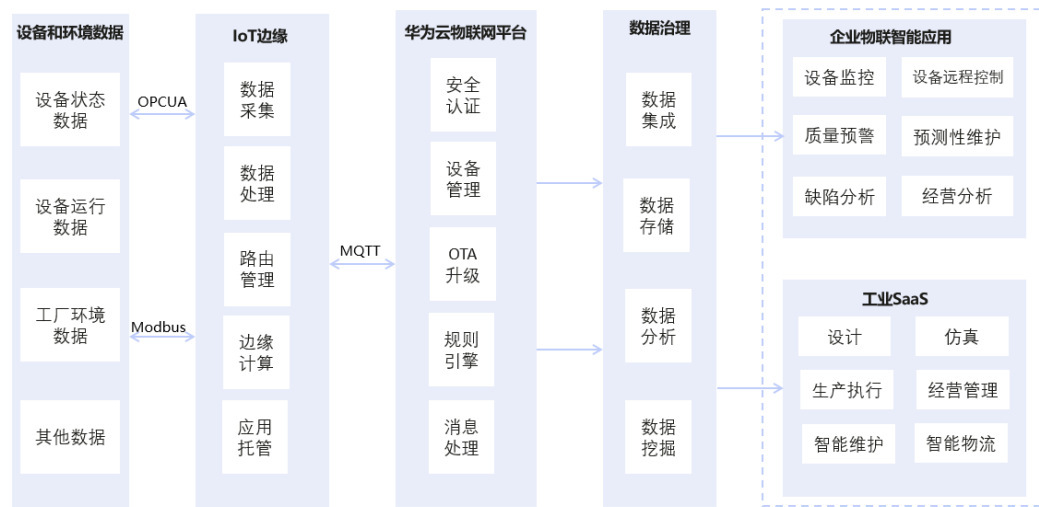 设备和环境数据
设备状态
数据
设备运行
数据
工厂环境
数据
其他数据
OPCUA
Modbus
IoT边缘
数据
采集
数据
处理
路由
管理
边缘
计算
应用
托管
MQTT
华为云物联网平台
安全
认证
设备
管理
OTA
升级
规则
引擎
消息
处理
数据治理
数据
集成
数据
存储
数据
分析
数据
挖掘
企业物联智能应用
设备监控
设备远程控制
质量预警
预测性维护
缺陷分析
经营分析
工业SaaS
设计
仿真
生产执行
经营管理
智能维护
智能物流